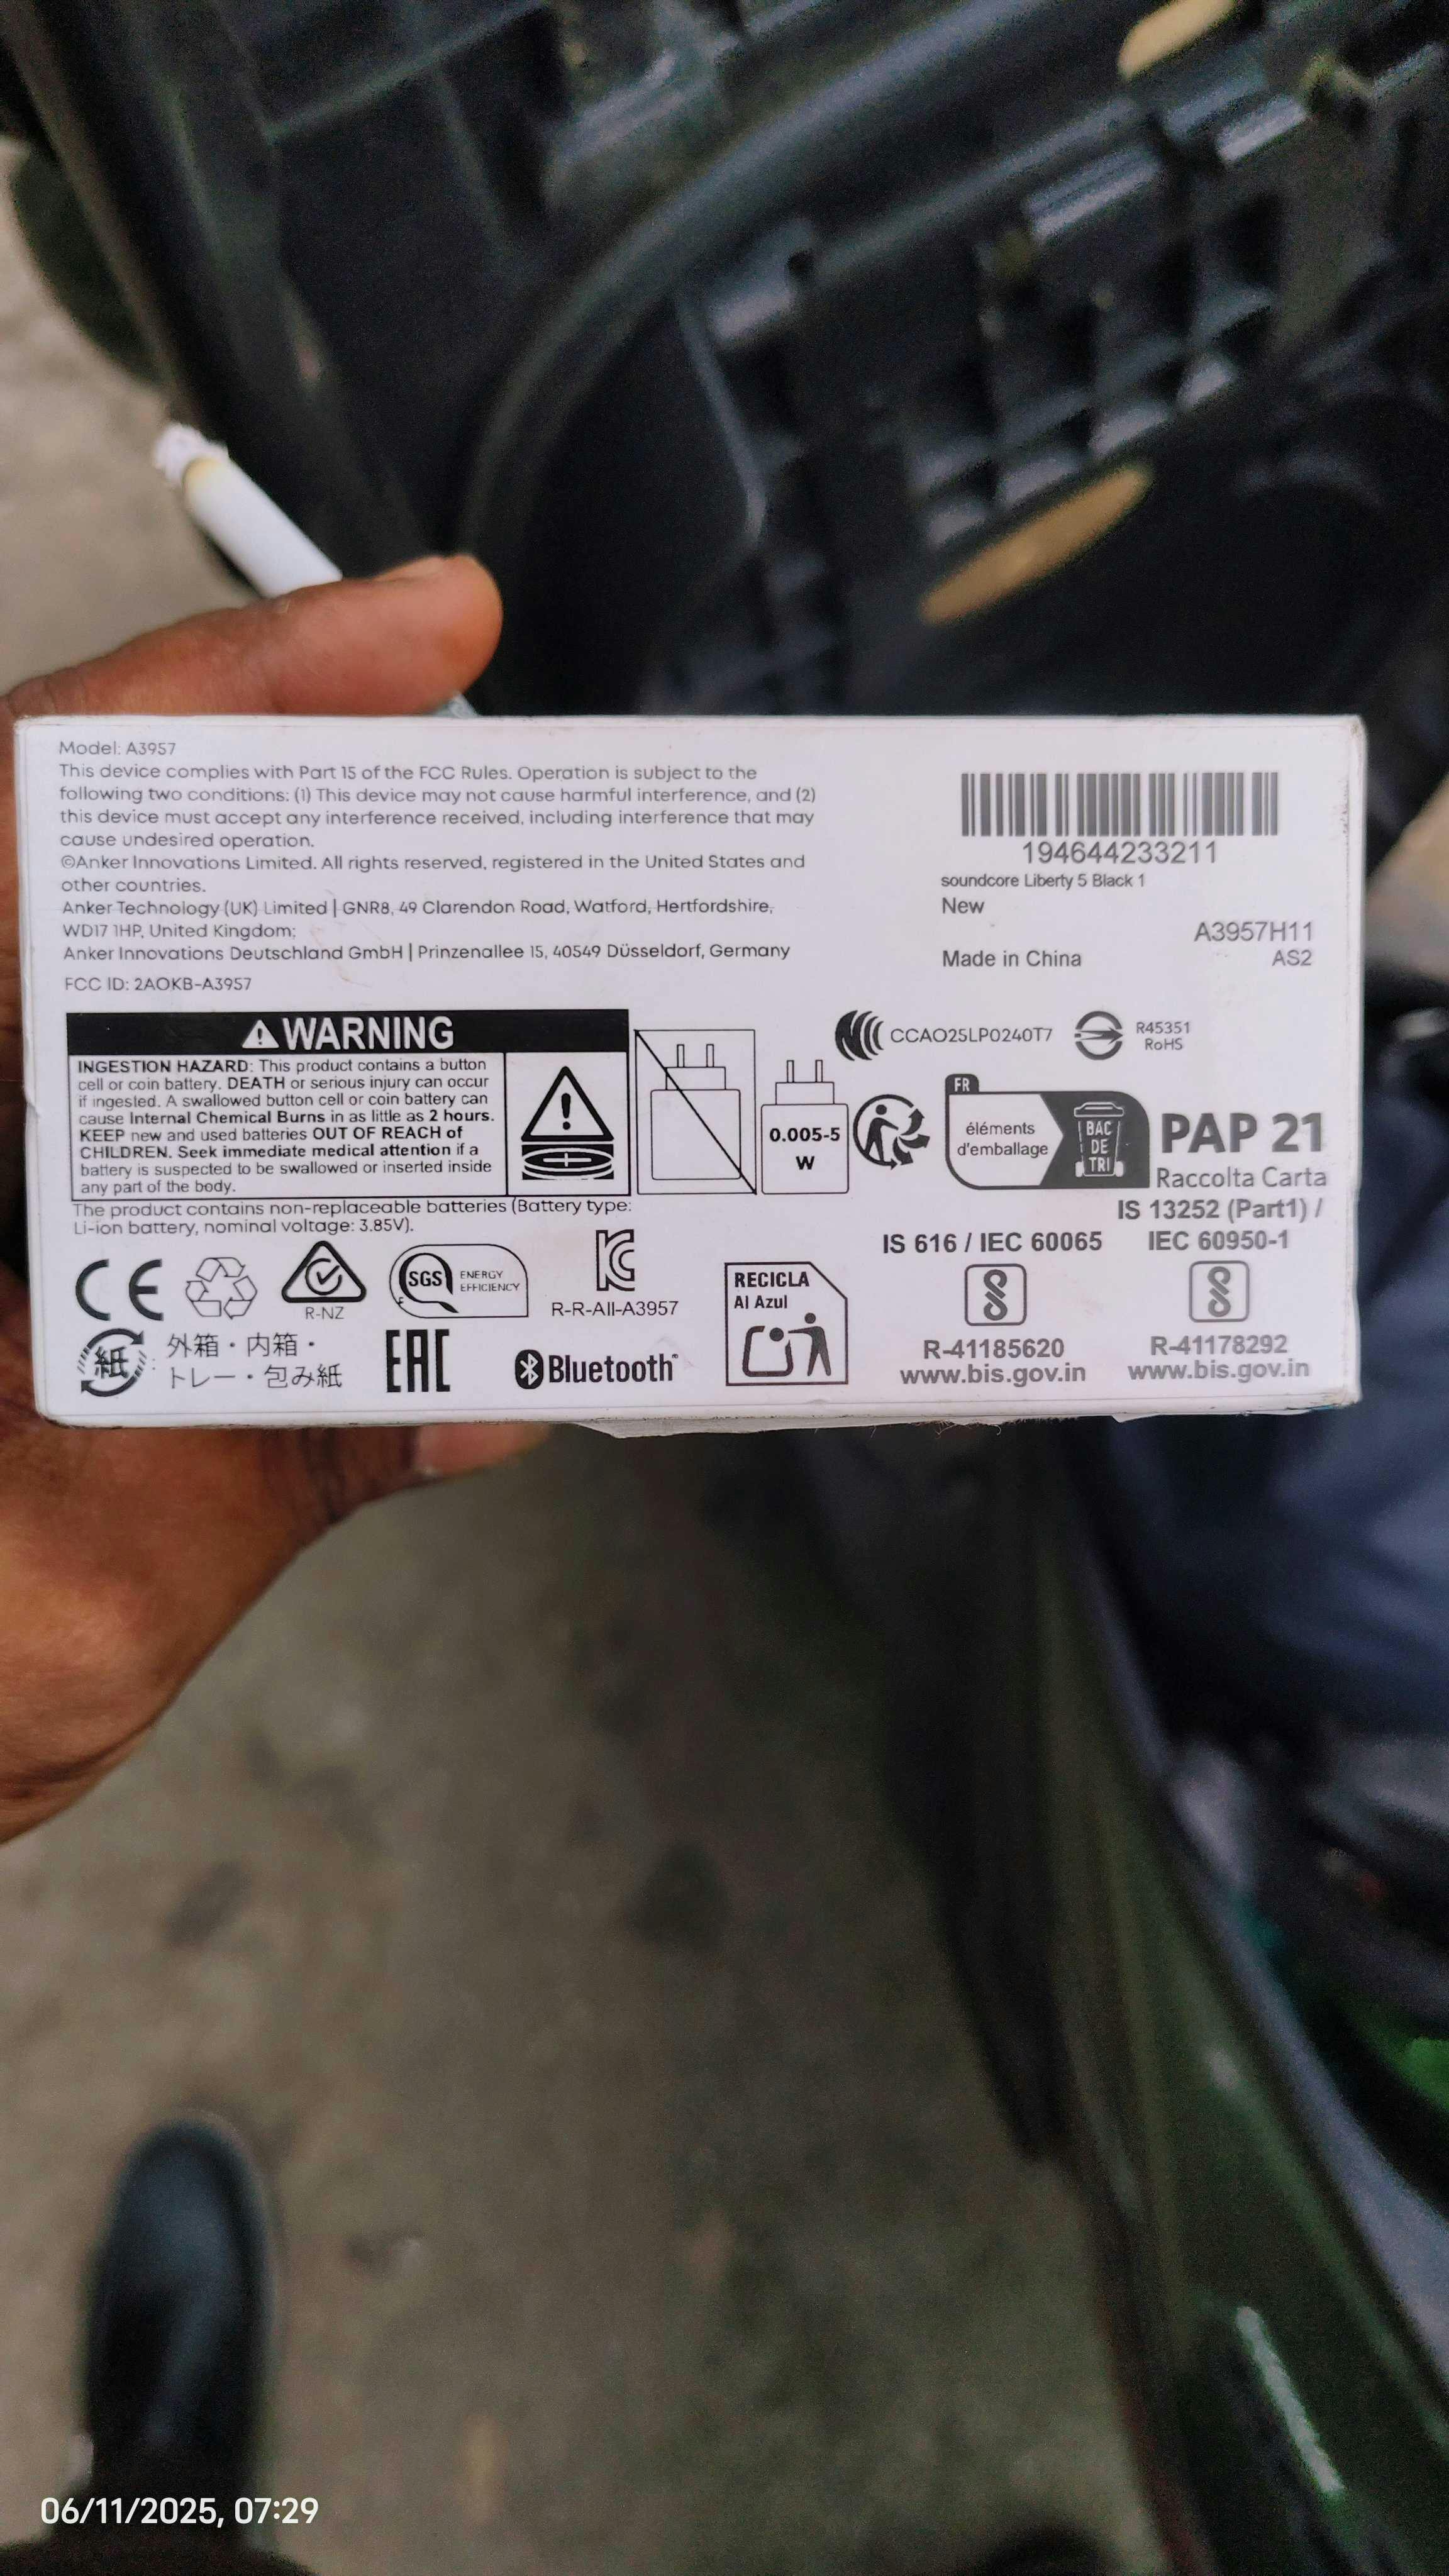 Model: A3957
This device complies with Part 15 of the FCC Rules. Operation is subject to the
following two conditions: (1) This device may not cause harmful interference, and (2)
this device must accept any interference received, including interference that may
cause undesired operation.
©Anker Innovations Limited. All rights reserved, registered in the United States and
other countries.
Anker Technology (UK) Limited | GNR8, 49 Clarendon Road, Watford, Hertfordshire,
WD17 1HP, United Kingdom;
Anker Innovations Deutschland GmbH | Prinzenallee 15, 40549 Düsseldorf, Germany
FCC ID: 2AOKB-A3957
194644233211
soundcore Liberty 5 Black 1
New
A3957H11
Made in China
AS2
WARNING
INGESTION HAZARD: This product contains a button
cell or coin battery. DEATH or serious injury can occur
if ingested. A swallowed button cell or coin battery can
cause Internal Chemical Burns in as little as 2 hours.
KEEP new and used batteries OUT OF REACH of
CHILDREN. Seek immediate medical attention if a
battery is suspected to be swallowed or inserted inside
any part of the body.
The product contains non-replaceable batteries (Battery type:
Li-ion battery, nominal voltage: 3.85V).
0.005-5
W
CCAO25LP0240T7
R45351
RoHS
FR
éléments
d'emballage
BAC
DE
TRI
PAP 21
Raccolta Carta
IS 616 / IEC 60065
IS 13252 (Part1) /
IEC 60950-1
R-41185620
www.bis.gov.in
R-41178292
www.bis.gov.in
CE
R-NZ
SGS
ENERGY
EFFICIENCY
R-R-AII-A3957
RECICLA
Al Azul
紙
外箱・内箱・
トレー・包み紙
EAC
Bluetooth
06/11/2025, 07:29